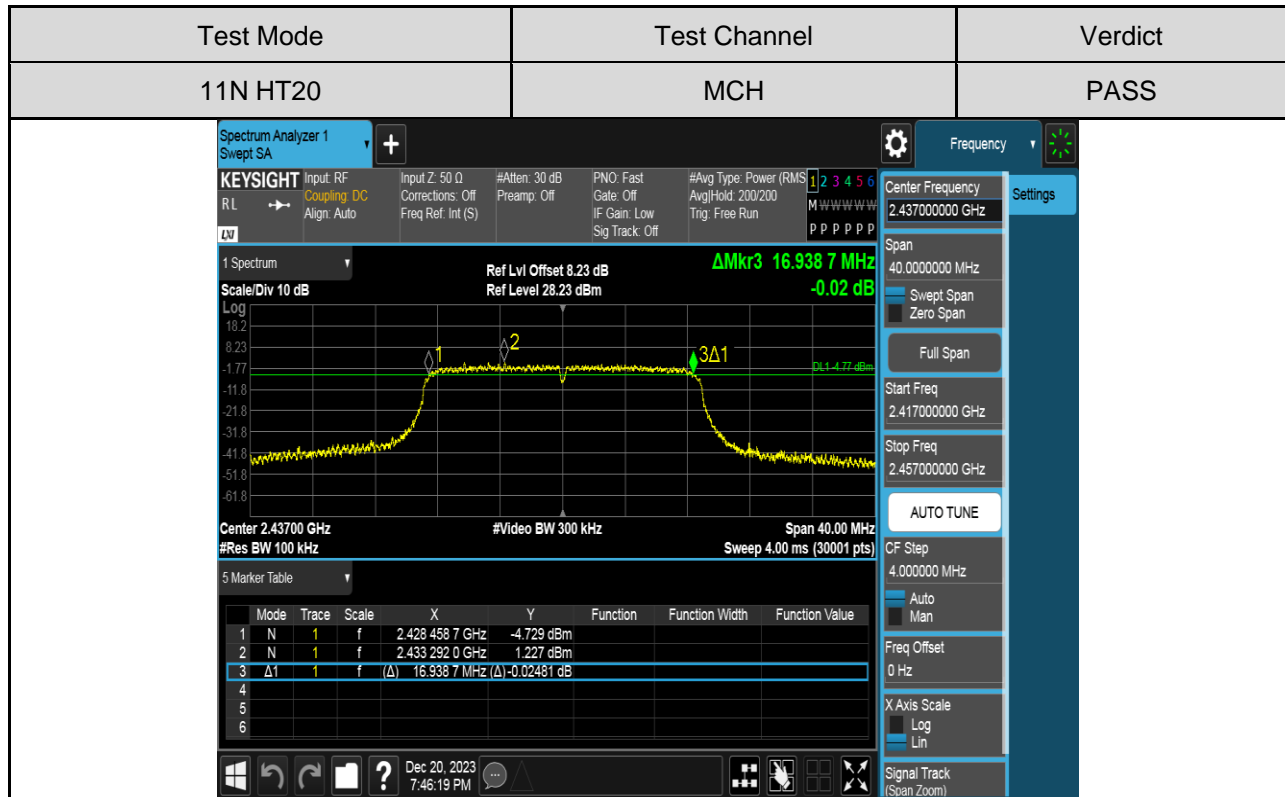 Test Mode Test Channel Verdict
11N HT20 MCH PASS
Spectrum Analyzer 1
Swept SA
+
Frequency
KEYSIGHT Input: RF Input Z: 50 Ω #Atten: 30 dB PNO: Fast #Avg Type: Power (RMS 1 2 3 4 5 6
RL Coupling: DC Corrections: Off Preamp: Off Gate: Off Avg|Hold: 200/200 M W W W W W
Align: Auto Freq Ref: Int (S) IF Gain: Low Trig: Free Run
LXI Sig Track: Off P P P P P P
Center Frequency
2.437000000 GHz
Settings
Span
40.0000000 MHz
Swept Span
Zero Span
Full Span
Start Freq
2.417000000 GHz
Stop Freq
2.457000000 GHz
AUTO TUNE
CF Step
4.000000 MHz
Auto
Man
Freq Offset
0 Hz
X Axis Scale
Log
Lin
Signal Track
(Span Zoom)
1 Spectrum Ref Lvl Offset 8.23 dB ΔMkr3 16.938 7 MHz
Scale/Div 10 dB Ref Level 28.23 dBm -0.02 dB
Log
18.2
8.23
-1.77
-11.8
-21.8
-31.8
-41.8
-51.8
-61.8
1
2
3Δ1
DL1 -4.77 dBm
Center 2.43700 GHz #Video BW 300 kHz Span 40.00 MHz
#Res BW 100 kHz Sweep 4.00 ms (30001 pts)
5 Marker Table
Mode Trace Scale X Y Function Function Width Function Value
1 N 1 f 2.428 458 7 GHz -4.729 dBm
2 N 1 f 2.433 292 0 GHz 1.227 dBm
3 Δ1 1 f (Δ) 16.938 7 MHz (Δ) -0.02481 dB
4
5
6
? Dec 20, 2023
7:46:19 PM